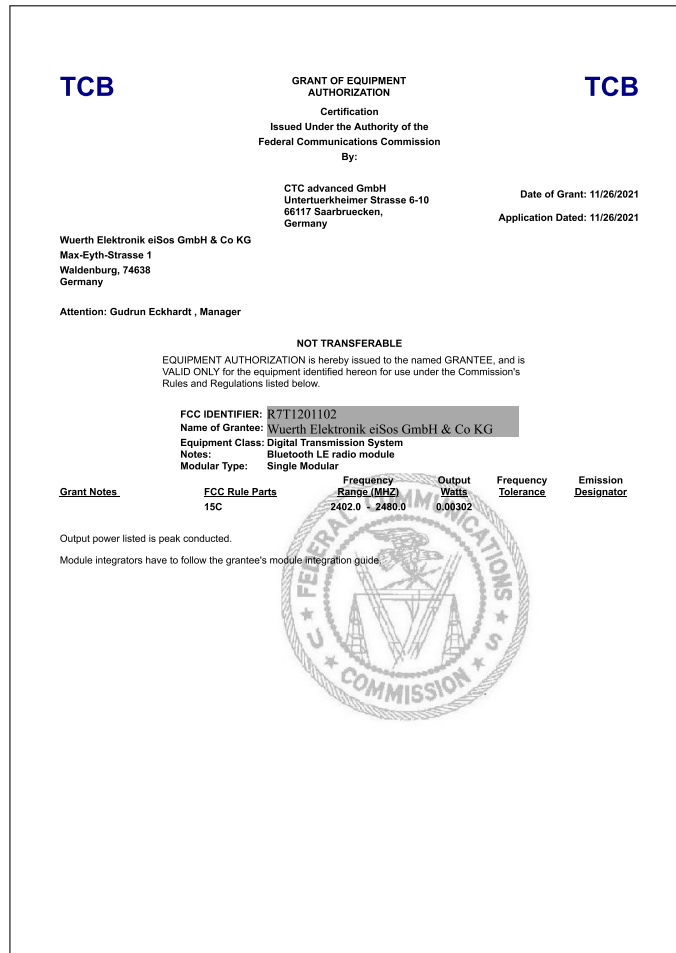 TCB
GRANT OF EQUIPMENT
AUTHORIZATION
TCB
Certification
Issued Under the Authority of the
Federal Communications Commission
By:
CTC advanced GmbH
Untertuerkheimer Strasse 6-10
66117 Saarbruecken,
Germany
Date of Grant: 11/26/2021
Application Dated: 11/26/2021
Wuerth Elektronik eiSos GmbH & Co KG
Max-Eyth-Strasse 1
Waldenburg, 74638
Germany
Attention: Gudrun Eckhardt , Manager
NOT TRANSFERABLE
EQUIPMENT AUTHORIZATION is hereby issued to the named GRANTEE, and is
VALID ONLY for the equipment identified hereon for use under the Commission's
Rules and Regulations listed below.
FCC IDENTIFIER: R7T1201102
Name of Grantee: Wuerth Elektronik eiSos GmbH & Co KG
Equipment Class: Digital Transmission System
Notes: Bluetooth LE radio module
Modular Type: Single Modular
Grant Notes FCC Rule Parts Frequency Range (MHZ) Output Watts Frequency Tolerance Emission Designator
15C 2402.0 - 2480.0 0.00302
Output power listed is peak conducted.
Module integrators have to follow the grantee's module integration guide.
FEDERAL COMMUNICATIONS COMMISSION
U S